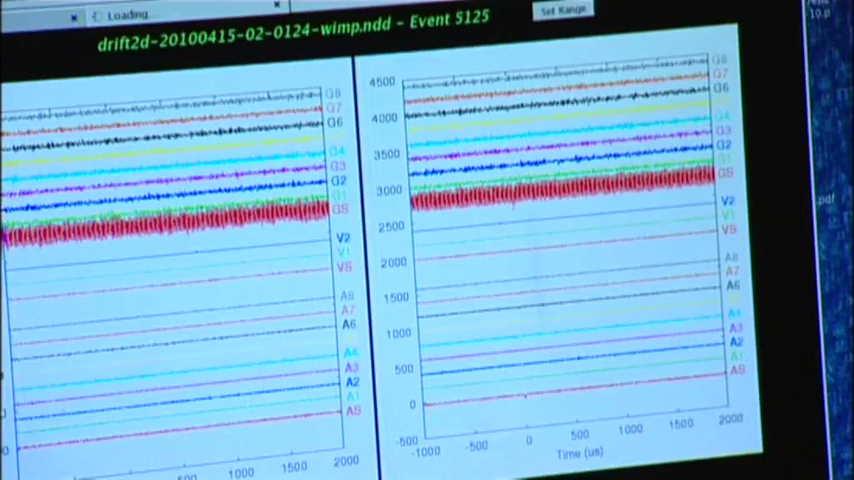 Loading
Set Range
10.p
drift2d-20100415-02-0124-wimp.ndd - Event 5125
G8
G7
G6
G4
G3
G2
G1
GS
V2
V1
VS
A8
A7
A6
A4
A3
A2
A1
AS
500
1000
1500
2000
4500
4000
3500
3000
2500
2000
1500
1000
500
0
-500
G8
G7
G6
G4
G3
G2
G1
GS
V2
V1
VS
A8
A7
A6
A4
A3
A2
A1
AS
-1000
-500
0
500
1000
1500
2000
Time (us)
.pdf